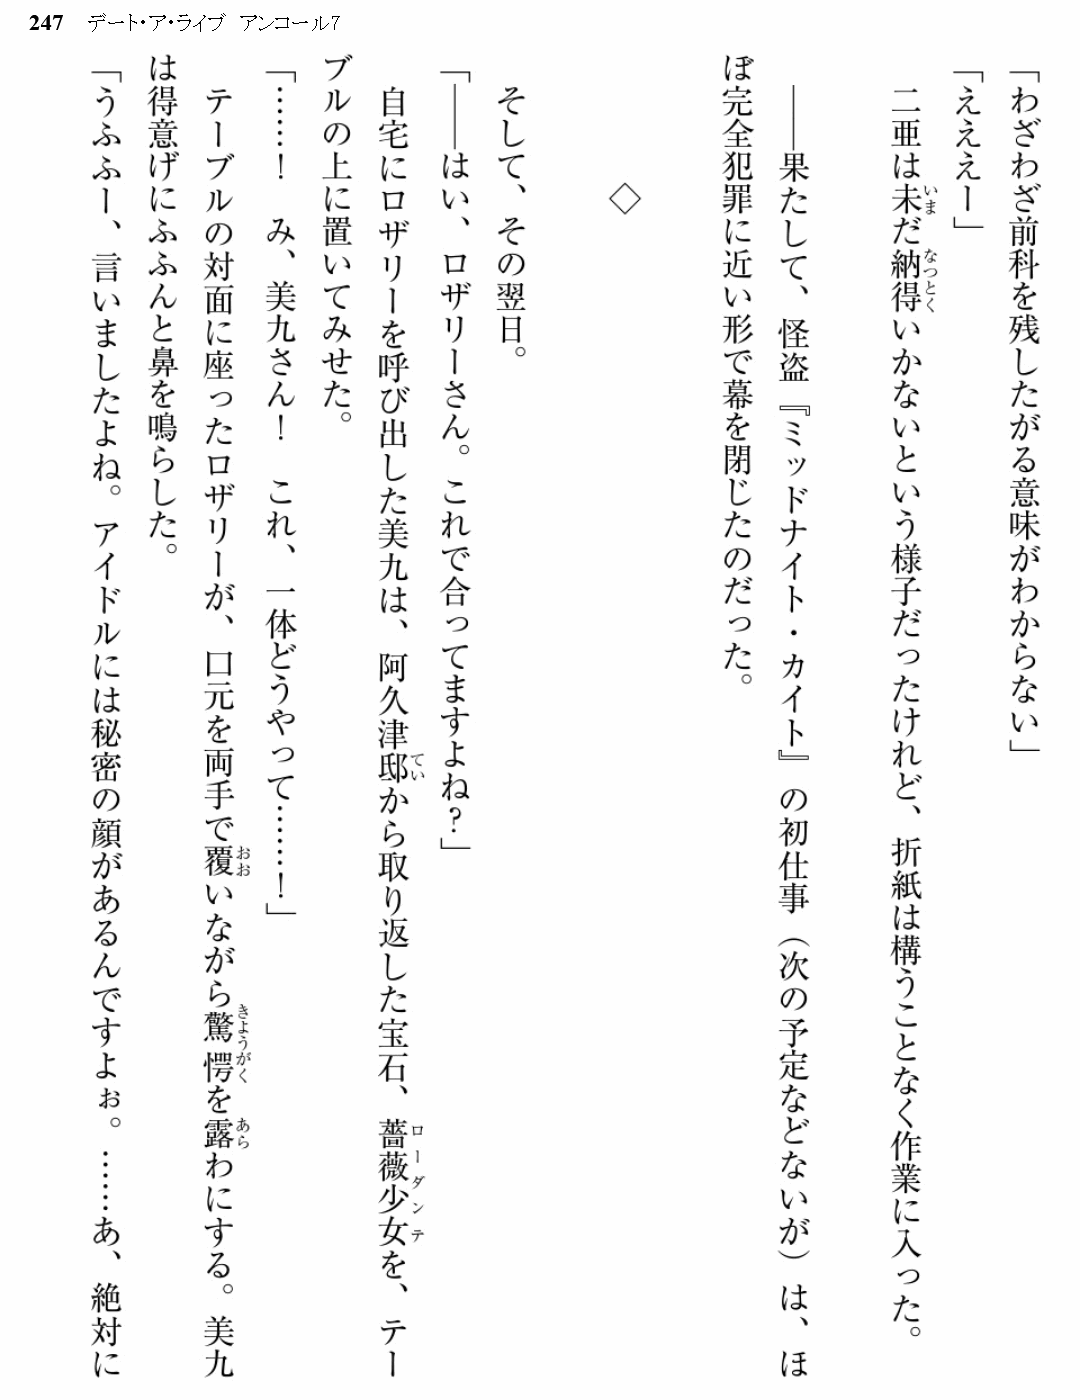 247 デート・ア・ライブ アンコール7
「わざわざ前科を残したがる意味がわからない」
「えええー」
二亜は未だ納得いかないという様子だったけれど、折紙は構うことなく作業に入った。
――果たして、怪盗『ミッドナイト・カイト』の初仕事（次の予定などないが）は、ほ
ぼ完全犯罪に近い形で幕を閉じたのだった。
◇
そして、その翌日。
「――はい、ロザリーさん。これで合ってますよね？」
自宅にロザリーを呼び出した美九は、阿久津邸から取り返した宝石、薔薇少女を、テー
ブルの上に置いてみせた。
「……！　み、美九さん！　これ、一体どうやって……！」
テーブルの対面に座ったロザリーが、口元を両手で覆いながら驚愕を露わにする。美九
は得意げにふふんと鼻を鳴らした。
「うふふー、言いましたよね。アイドルには秘密の顔があるんですよぉ。……あ、絶対に